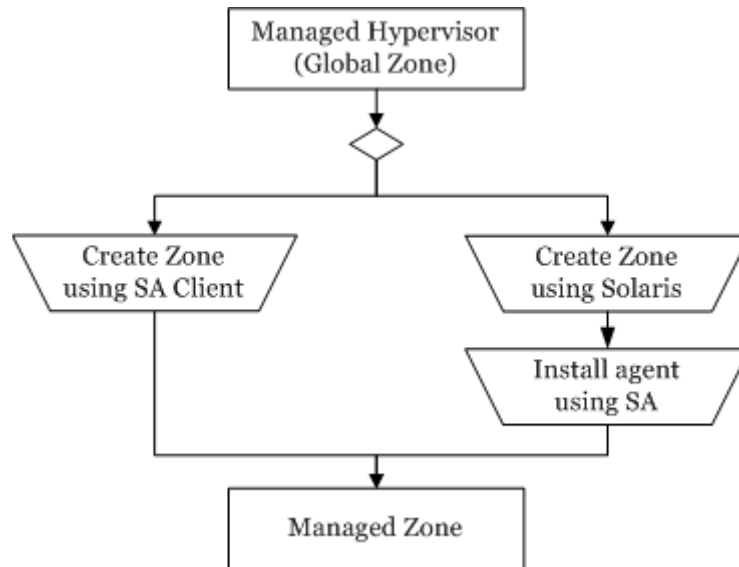 Managed Hypervisor
(Global Zone)
Create Zone
using SA Client
Create Zone
using Solaris
Install agent
using SA
Managed Zone